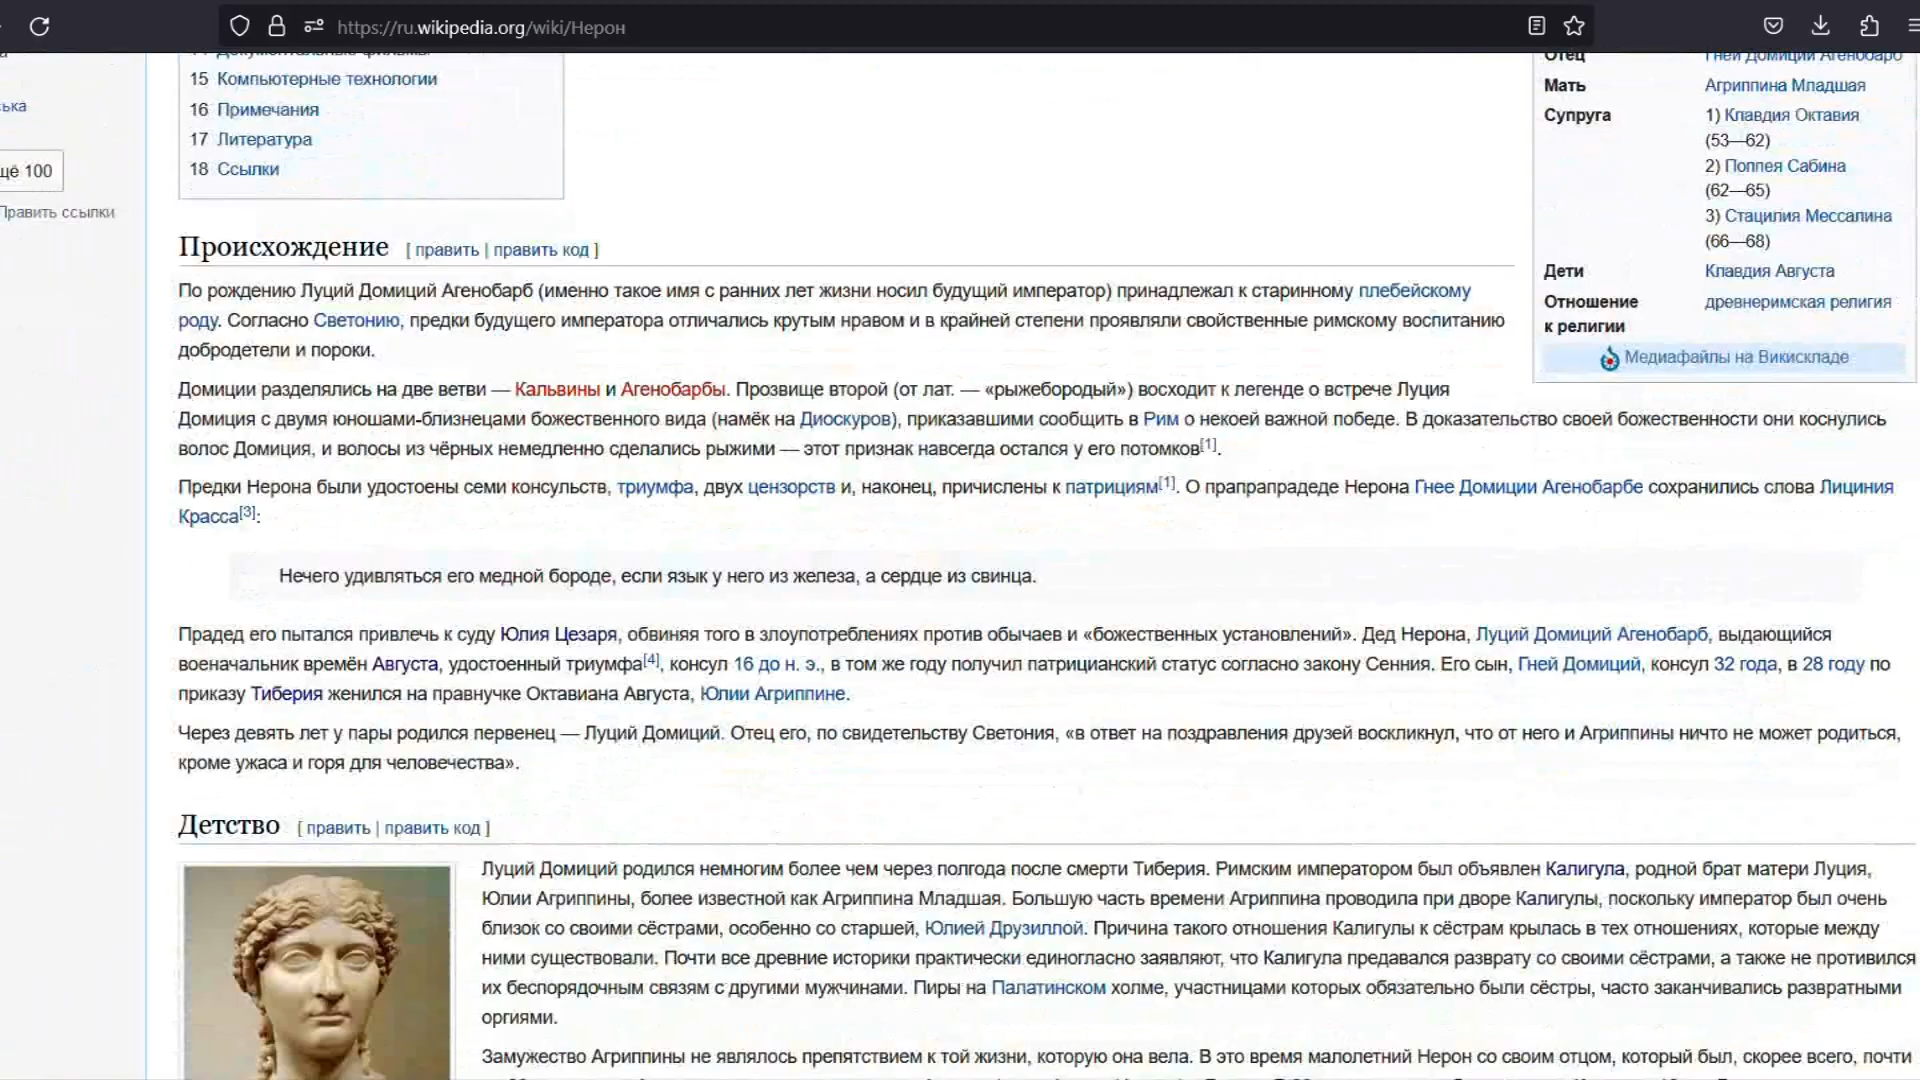 https://ru.wikipedia.org/wiki/Нерон
ька
щё 100
Править ссылки
15 Компьютерные технологии
16 Примечания
17 Литература
18 Ссылки
Отец Гней Домиций Агенобарб
Мать Агриппина Младшая
Супруга 1) Клавдия Октавия
(53—62)
2) Поппея Сабина
(62—65)
3) Стацилия Мессалина
(66—68)
Дети Клавдия Августа
Отношение древнеримская религия
к религии
Медиафайлы на Викискладе
Происхождение [ править | править код ]
По рождению Луций Домиций Агенобарб (именно такое имя с ранних лет жизни носил будущий император) принадлежал к старинному плебейскому
роду. Согласно Светонию, предки будущего императора отличались крутым нравом и в крайней степени проявляли свойственные римскому воспитанию
добродетели и пороки.
Домиции разделялись на две ветви — Кальвины и Агенобарбы. Прозвище второй (от лат. — «рыжебородый») восходит к легенде о встрече Луция
Домиция с двумя юношами-близнецами божественного вида (намёк на Диоскуров), приказавшими сообщить в Рим о некоей важной победе. В доказательство своей божественности они коснулись
волос Домиция, и волосы из чёрных немедленно сделались рыжими — этот признак навсегда остался у его потомков[1].
Предки Нерона были удостоены семи консульств, триумфа, двух цензорств и, наконец, причислены к патрициям[1]. О прапрапрадеде Нерона Гнее Домиции Агенобарбе сохранились слова Лициния
Красса[3]:
Нечего удивляться его медной бороде, если язык у него из железа, а сердце из свинца.
Прадед его пытался привлечь к суду Юлия Цезаря, обвиняя того в злоупотреблениях против обычаев и «божественных установлений». Дед Нерона, Луций Домиций Агенобарб, выдающийся
военачальник времён Августа, удостоенный триумфа[4], консул 16 до н. э., в том же году получил патрицианский статус согласно закону Сенния. Его сын, Гней Домиций, консул 32 года, в 28 году по
приказу Тиберия женился на правнучке Октавиана Августа, Юлии Агриппине.
Через девять лет у пары родился первенец — Луций Домиций. Отец его, по свидетельству Светония, «в ответ на поздравления друзей воскликнул, что от него и Агриппины ничто не может родиться,
кроме ужаса и горя для человечества».
Детство [ править | править код ]
Луций Домиций родился немногим более чем через полгода после смерти Тиберия. Римским императором был объявлен Калигула, родной брат матери Луция,
Юлии Агриппины, более известной как Агриппина Младшая. Большую часть времени Агриппина проводила при дворе Калигулы, поскольку император был очень
близок со своими сёстрами, особенно со старшей, Юлией Друзиллой. Причина такого отношения Калигулы к сёстрам крылась в тех отношениях, которые между
ними существовали. Почти все древние историки практически единогласно заявляют, что Калигула предавался разврату со своими сёстрами, а также не противился
их беспорядочным связям с другими мужчинами. Пиры на Палатинском холме, участницами которых обязательно были сёстры, часто заканчивались развратными
оргиями.
Замужество Агриппины не являлось препятствием к той жизни, которую она вела. В это время малолетний Нерон со своим отцом, который был, скорее всего, почти